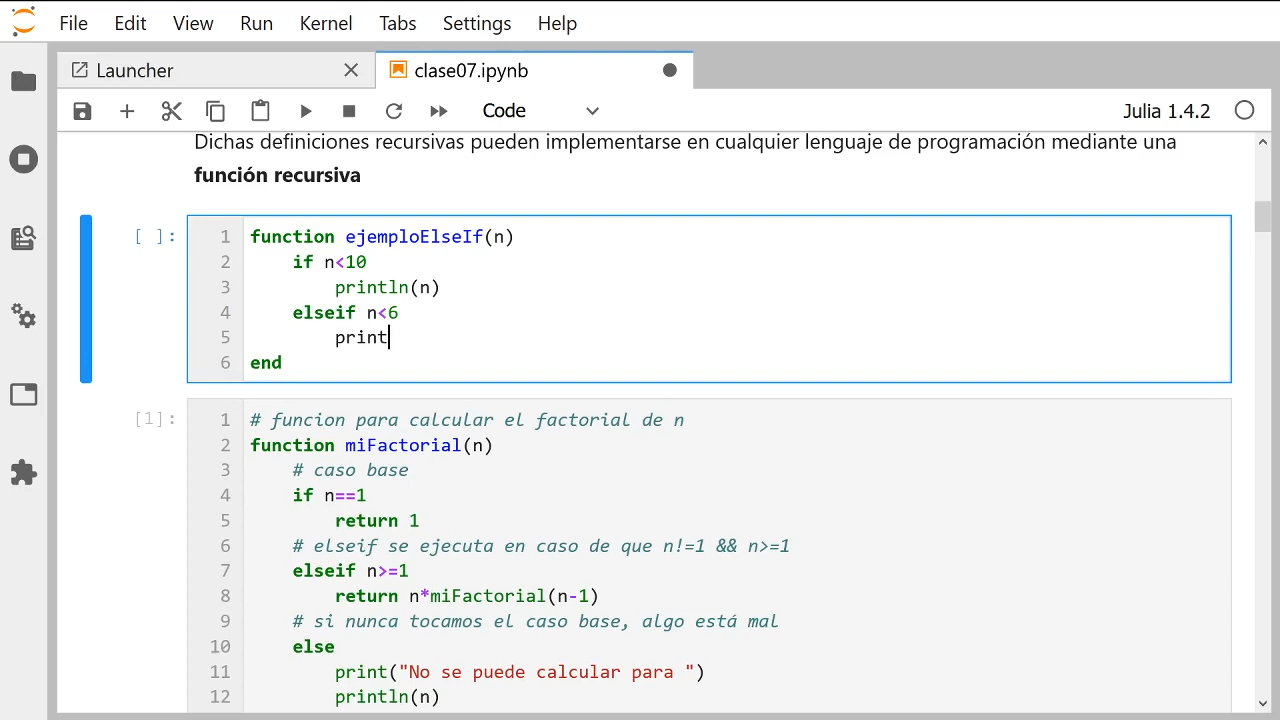 File Edit View Run Kernel Tabs Settings Help
Launcher clase07.ipynb
Code Julia 1.4.2
Dichas definiciones recursivas pueden implementarse en cualquier lenguaje de programación mediante una
función recursiva
[ ]: 1 function ejemploElseIf(n)
2 if n<10
3 println(n)
4 elseif n<6
5 print
6 end
[1]: 1 # funcion para calcular el factorial de n
2 function miFactorial(n)
3 # caso base
4 if n==1
5 return 1
6 # elseif se ejecuta en caso de que n!=1 && n>=1
7 elseif n>=1
8 return n*miFactorial(n-1)
9 # si nunca tocamos el caso base, algo está mal
10 else
11 print("No se puede calcular para ")
12 println(n)